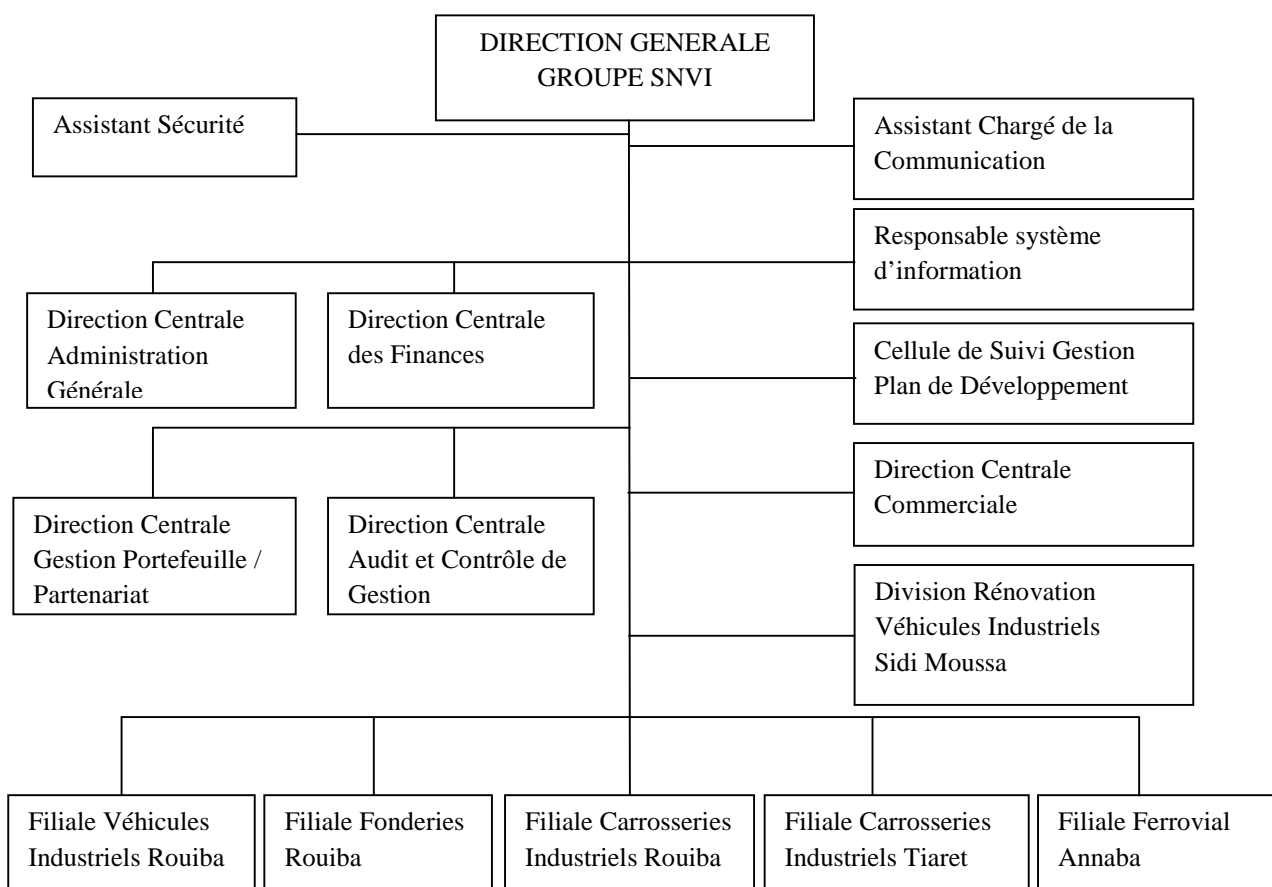 DIRECTION GENERALE
GROUPE SNVI
Assistant Sécurité
Assistant Chargé de la
Communication
Responsable système
d’information
Direction Centrale
Administration
Générale
Direction Centrale
des Finances
Cellule de Suivi Gestion
Plan de Développement
Direction Centrale
Commerciale
Direction Centrale
Gestion Portefeuille /
Partenariat
Direction Centrale
Audit et Contrôle de
Gestion
Division Rénovation
Véhicules Industriels
Sidi Moussa
Filiale Véhicules
Industriels Rouiba
Filiale Fonderies
Rouiba
Filiale Carrosseries
Industriels Rouiba
Filiale Carrosseries
Industriels Tiaret
Filiale Ferrovial
Annaba